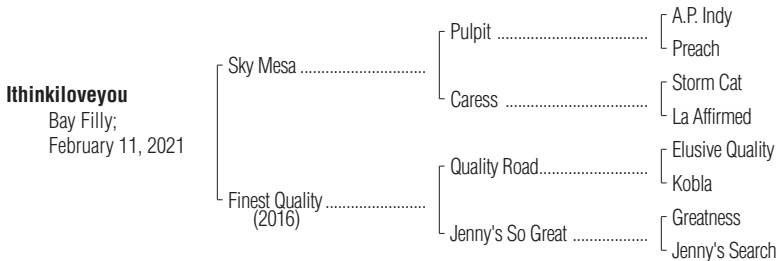 A.P. Indy
Pulpit
Preach
Sky Mesa
Storm Cat
Caress
La Affirmed
Ithinkiloveyou
Bay Filly;
February 11, 2021
Elusive Quality
Quality Road
Kobla
Finest Quality
(2016)
Greatness
Jenny's So Great
Jenny's Search